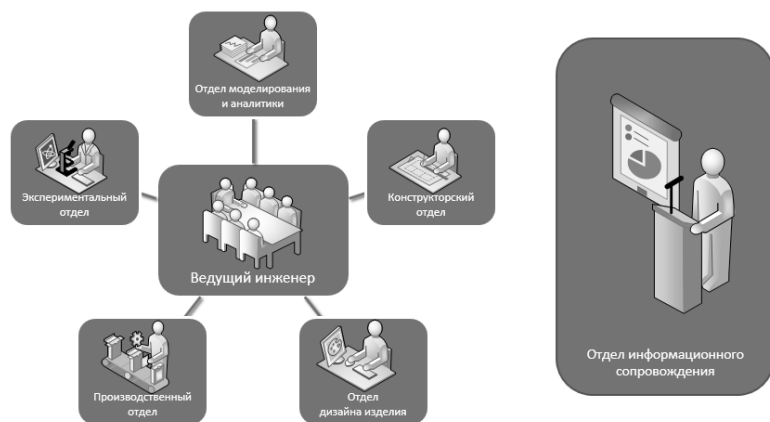 Отдел моделирования
и аналитики
Экспериментальный
отдел
Конструкторский
отдел
Ведущий инженер
Производственный
отдел
Отдел
дизайна изделия
Отдел информационного
сопровождения